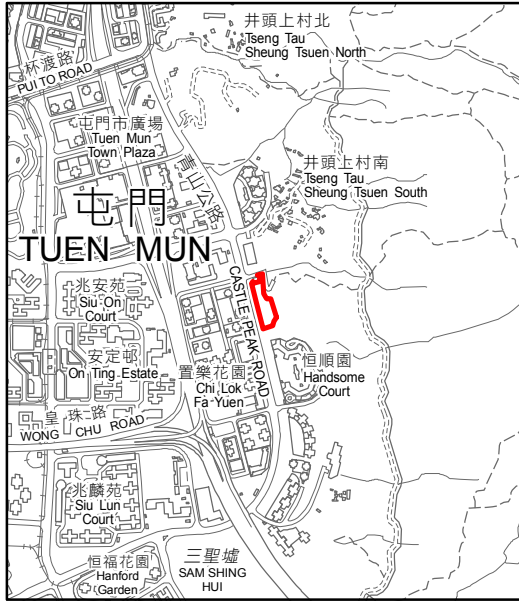 井頭上村北
Tseng Tau
Sheung Tsuen North
杯渡路
PUI TO ROAD
屯門市廣場
Tuen Mun
Town Plaza
青山公路
井頭上村南
Tseng Tau
Sheung Tsuen South
屯門
TUEN MUN
CASTLE PEAK ROAD
兆安苑
Siu On
Court
安定邨
On Ting Estate
置樂花園
Chi Lok
Fa Yuen
恒順園
Handsome
Court
皇珠路
WONG CHU ROAD
兆麟苑
Siu Lun
Court
恒福花園
Hanford
Garden
三聖墟
SAM SHING
HUI